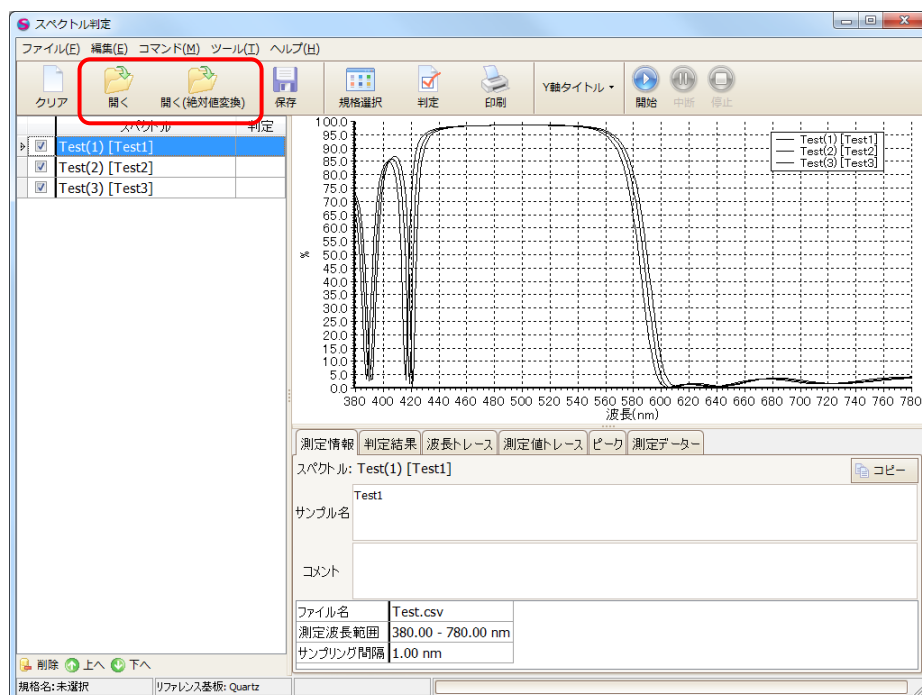 スペクトル判定
ファイル(F) 編集(E) コマンド(M) ツール(T) ヘルプ(H)
クリア 開く 開く(絶対値変換) 保存 規格選択 判定 印刷 Y軸タイトル 開始 中断 停止
スペクトル 判定
Test(1) [Test1]
Test(2) [Test2]
Test(3) [Test3]
100.0
95.0
90.0
85.0
80.0
75.0
70.0
65.0
60.0
55.0
50.0
45.0
40.0
35.0
30.0
25.0
20.0
15.0
10.0
5.0
0.0
%
Test(1) [Test1]
Test(2) [Test2]
Test(3) [Test3]
380 400 420 440 460 480 500 520 540 560 580 600 620 640 660 680 700 720 740 760 780
波長(nm)
測定情報 判定結果 波長トレース 測定値トレース ピーク 測定データー
スペクトル: Test(1) [Test1] コピー
サンプル名 Test1
コメント
ファイル名 Test.csv
測定波長範囲 380.00 - 780.00 nm
サンプリング間隔 1.00 nm
削除 上へ 下へ
規格名:未選択 リファレンス基板: Quartz